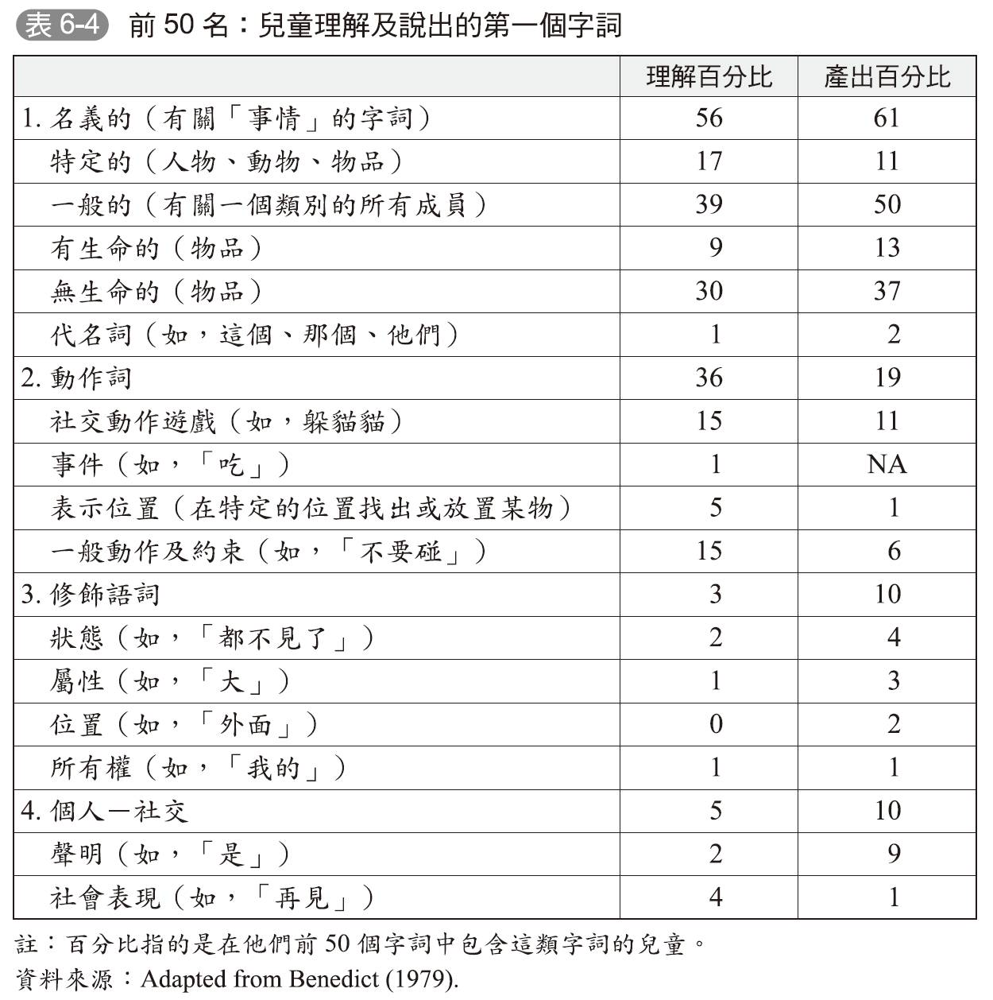 表 6-4 前 50 名：兒童理解及說出的第一個字詞
理解百分比 產出百分比
1. 名義的（有關「事情」的字詞） 56 61
特定的（人物、動物、物品） 17 11
一般的（有關一個類別的所有成員） 39 50
有生命的（物品） 9 13
無生命的（物品） 30 37
代名詞（如，這個、那個、他們） 1 2
2. 動作詞 36 19
社交動作遊戲（如，躲貓貓） 15 11
事件（如，「吃」） 1 NA
表示位置（在特定的位置找出或放置某物） 5 1
一般動作及約束（如，「不要碰」） 15 6
3. 修飾語詞 3 10
狀態（如，「都不見了」） 2 4
屬性（如，「大」） 1 3
位置（如，「外面」） 0 2
所有權（如，「我的」） 1 1
4. 個人－社交 5 10
聲明（如，「是」） 2 9
社會表現（如，「再見」） 4 1
註：百分比指的是在他們前 50 個字詞中包含這類字詞的兒童。
資料來源：Adapted from Benedict (1979).